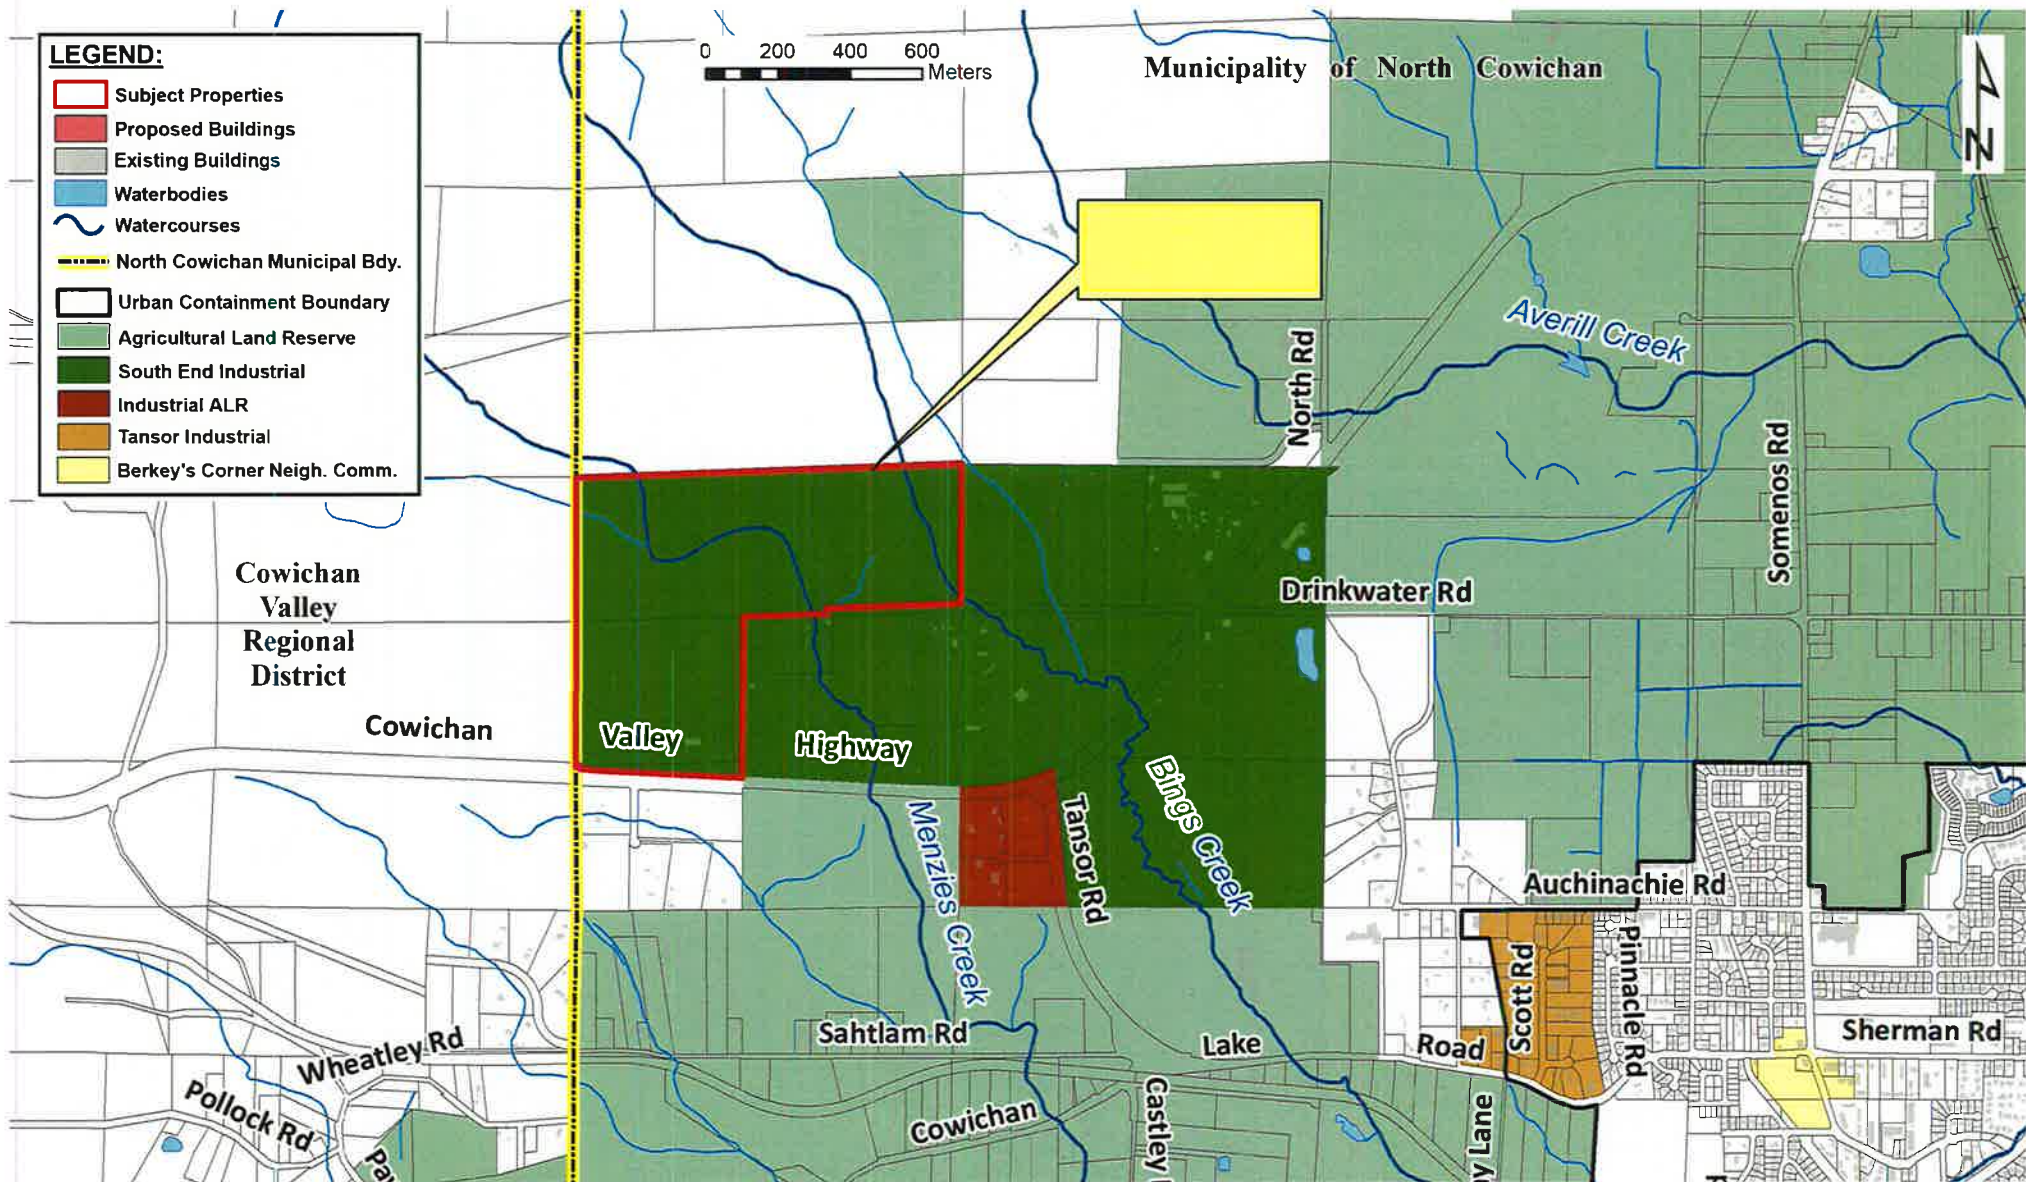 LEGEND:
Subject Properties
Proposed Buildings
Existing Buildings
Waterbodies
Watercourses
North Cowichan Municipal Bdy.
Urban Containment Boundary
Agricultural Land Reserve
South End Industrial
Industrial ALR
Tansor Industrial
Berkey's Corner Neigh. Comm.
0 200 400 600
Meters
Municipality of North Cowichan
N
Averill Creek
North Rd
Somenos Rd
Drinkwater Rd
Cowichan
Valley
Regional
District
Cowichan Valley Highway
Menzies Creek
Tansor Rd
Bings Creek
Auchinachie Rd
Scott Rd
Pinnacle Rd
Sherman Rd
Sahtlam Rd
Lake
Road
Wheatley Rd
Pollock Rd
Cowichan
Castley
Lane